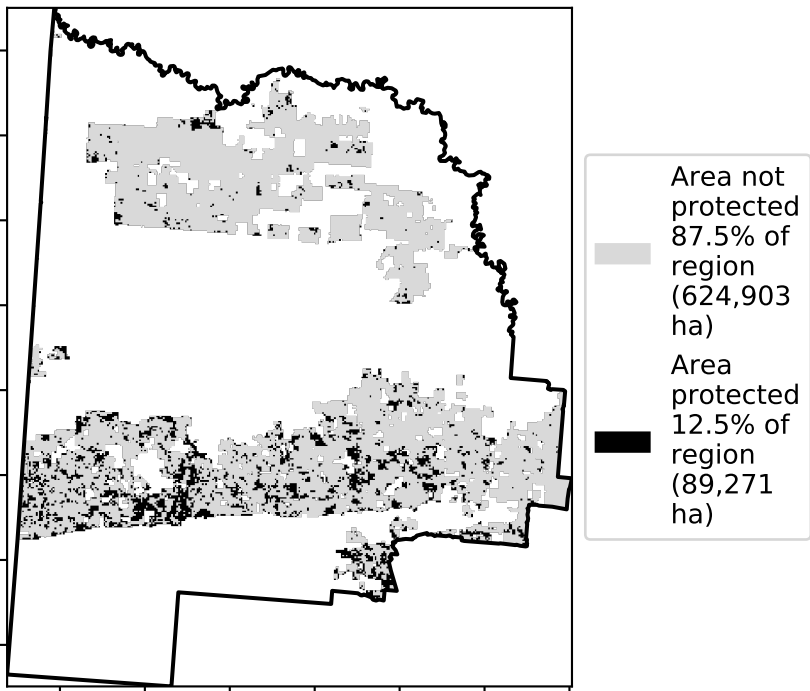 Area not
protected
87.5% of
region
(624,903
ha)
Area
protected
12.5% of
region
(89,271
ha)